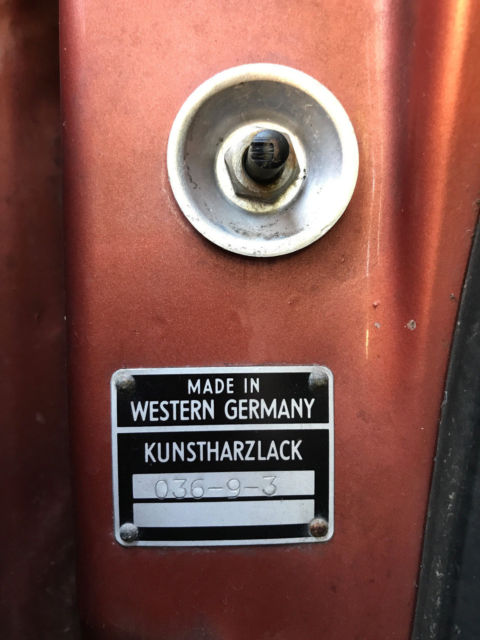 MADE IN
WESTERN GERMANY
KUNSTHARZLACK
036-9-3